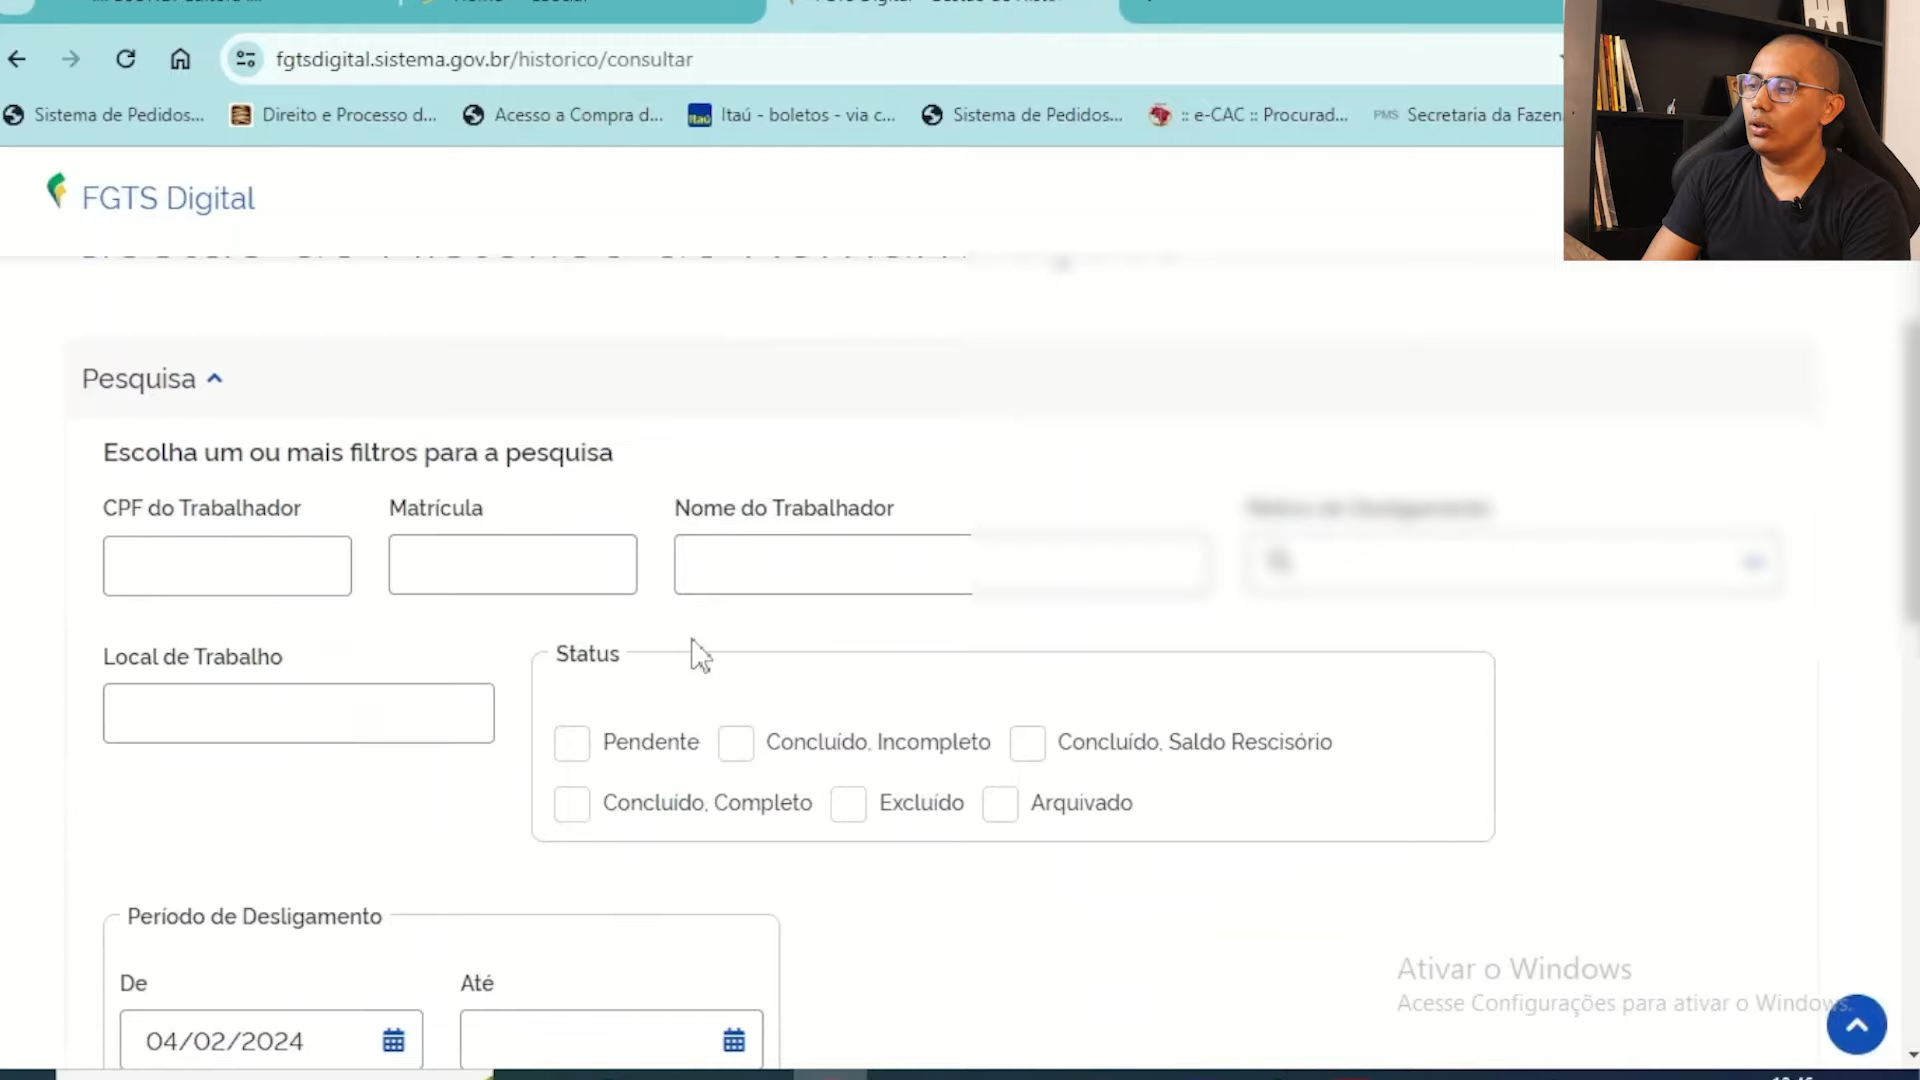 fgtsdigital.sistema.gov.br/historico/consultar
Sistema de Pedidos... Direito e Processo d... Acesso a Compra d... Itaú - boletos - via c... Sistema de Pedidos... :: e-CAC :: Procurad... PMS Secretaria da Fazen
FGTS Digital
Pesquisa
Escolha um ou mais filtros para a pesquisa
CPF do Trabalhador Matrícula Nome do Trabalhador
Local de Trabalho Status
Pendente Concluído, Incompleto Concluído, Saldo Rescisório
Concluído, Completo Excluído Arquivado
Período de Desligamento
De Até
04/02/2024
Ativar o Windows
Acesse Configurações para ativar o Windows.